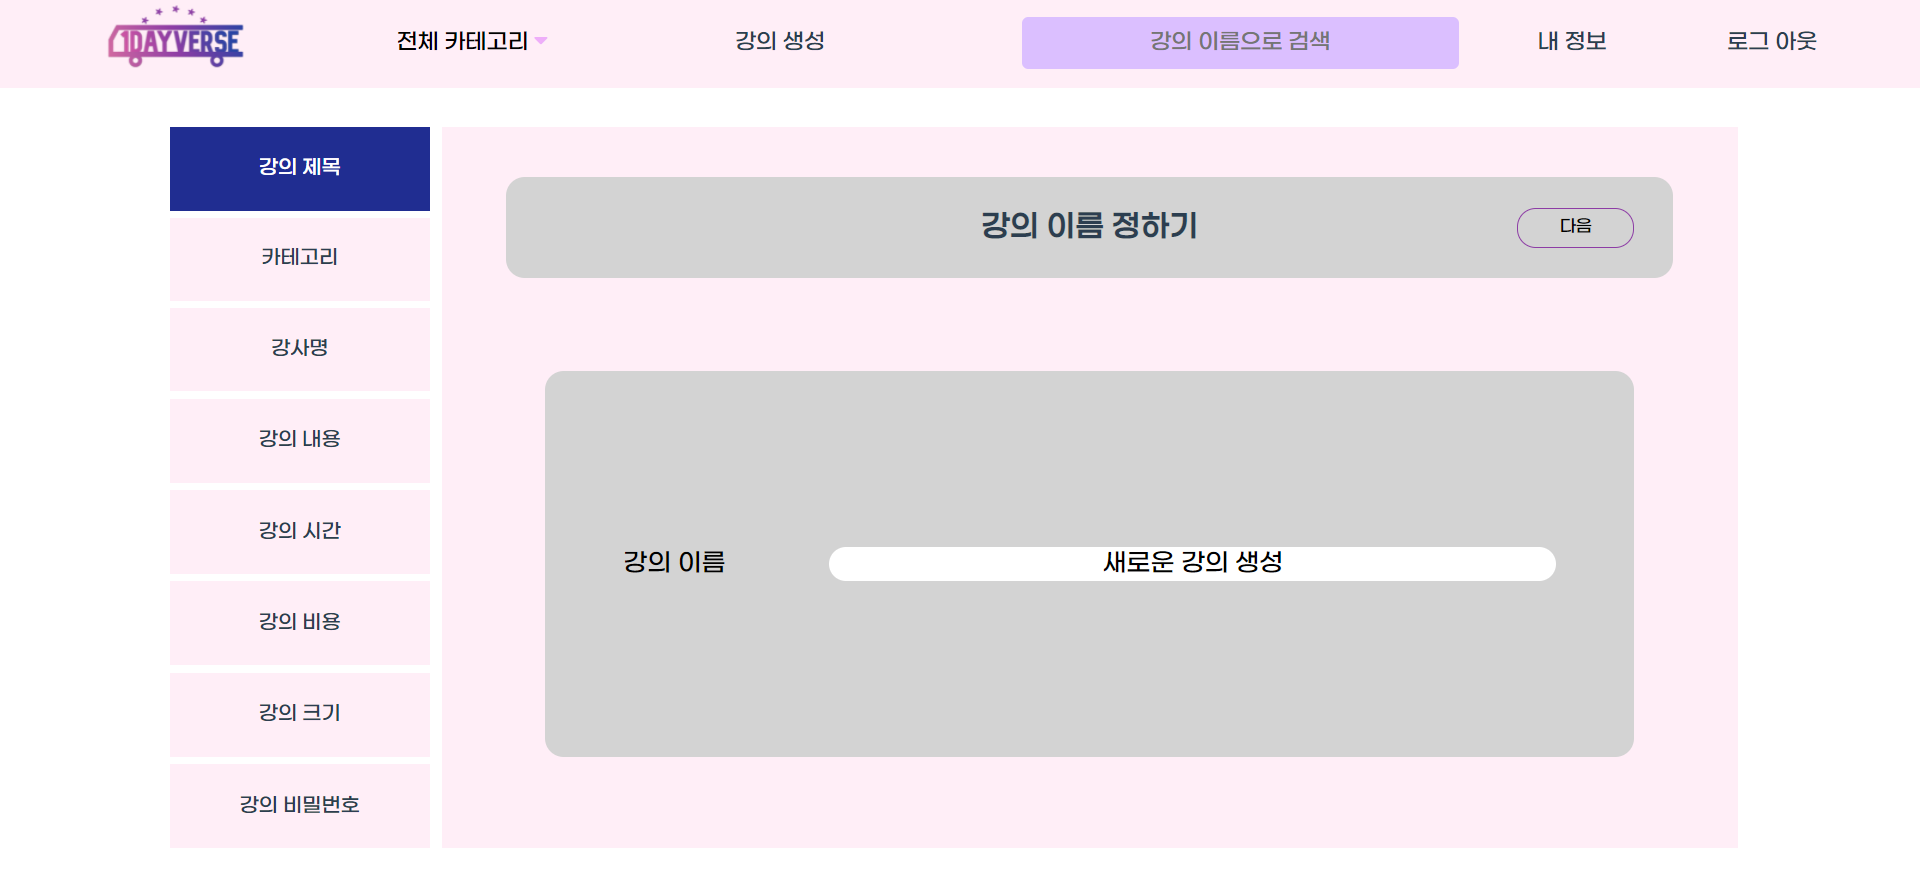 1DAYVERSE
전체 카테고리
강의 생성
강의 이름으로 검색
내 정보
로그 아웃
강의 제목
카테고리
강사명
강의 내용
강의 시간
강의 비용
강의 크기
강의 비밀번호
강의 이름 정하기
다음
강의 이름
새로운 강의 생성